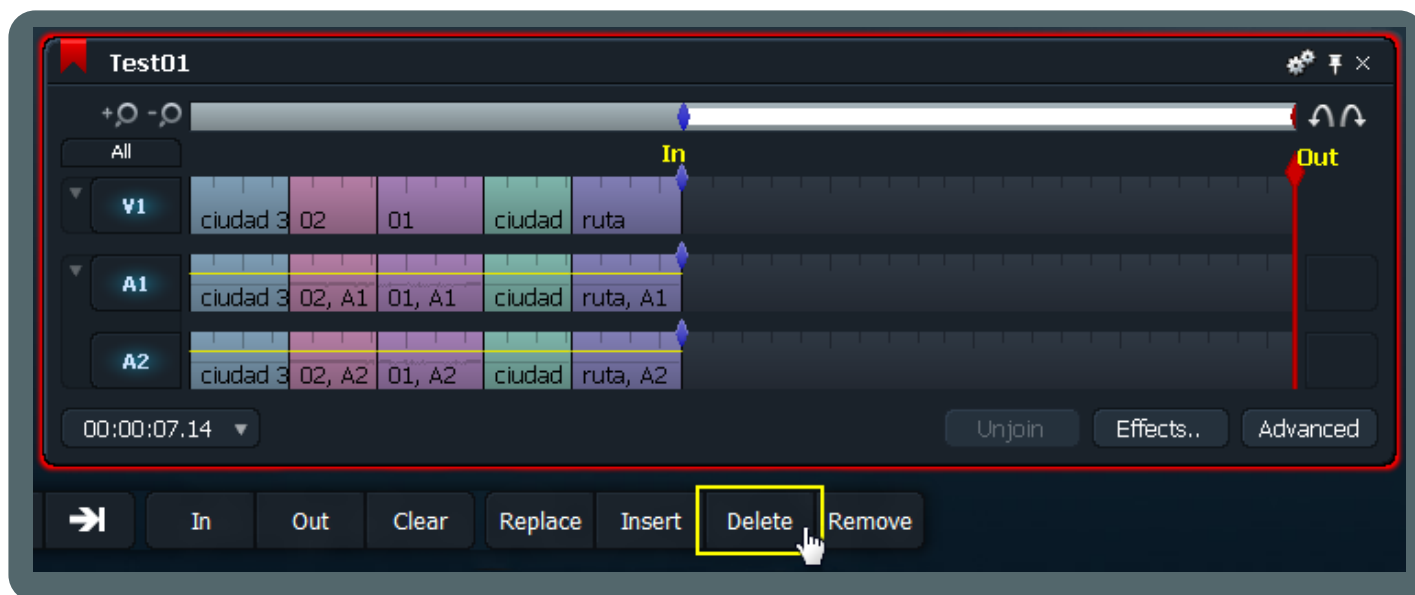 Test01
All
In
Out
V1
ciudad 3 02 01 ciudad ruta
A1
ciudad 3 02, A1 01, A1 ciudad ruta, A1
A2
ciudad 3 02, A2 01, A2 ciudad ruta, A2
00:00:07.14 Unjoin Effects.. Advanced
In Out Clear Replace Insert Delete Remove